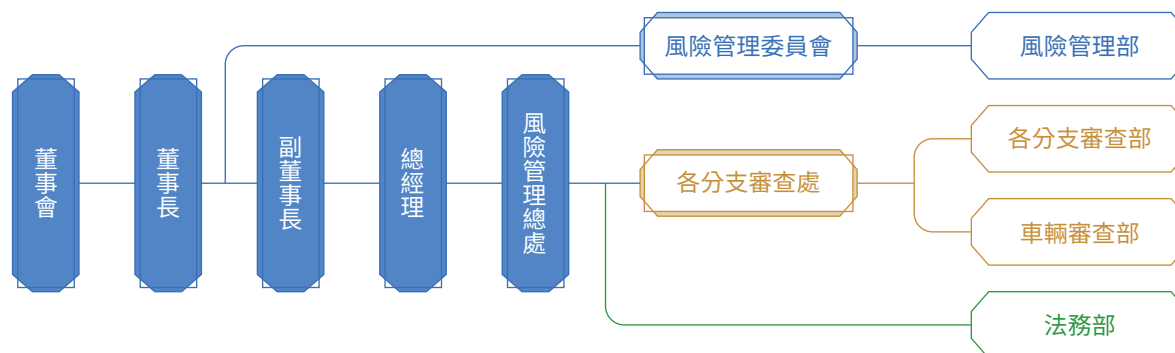 董事會
董事長
副董事長
總經理
風險管理總處
風險管理委員會
風險管理部
各分支審查處
各分支審查部
車輛審查部
法務部